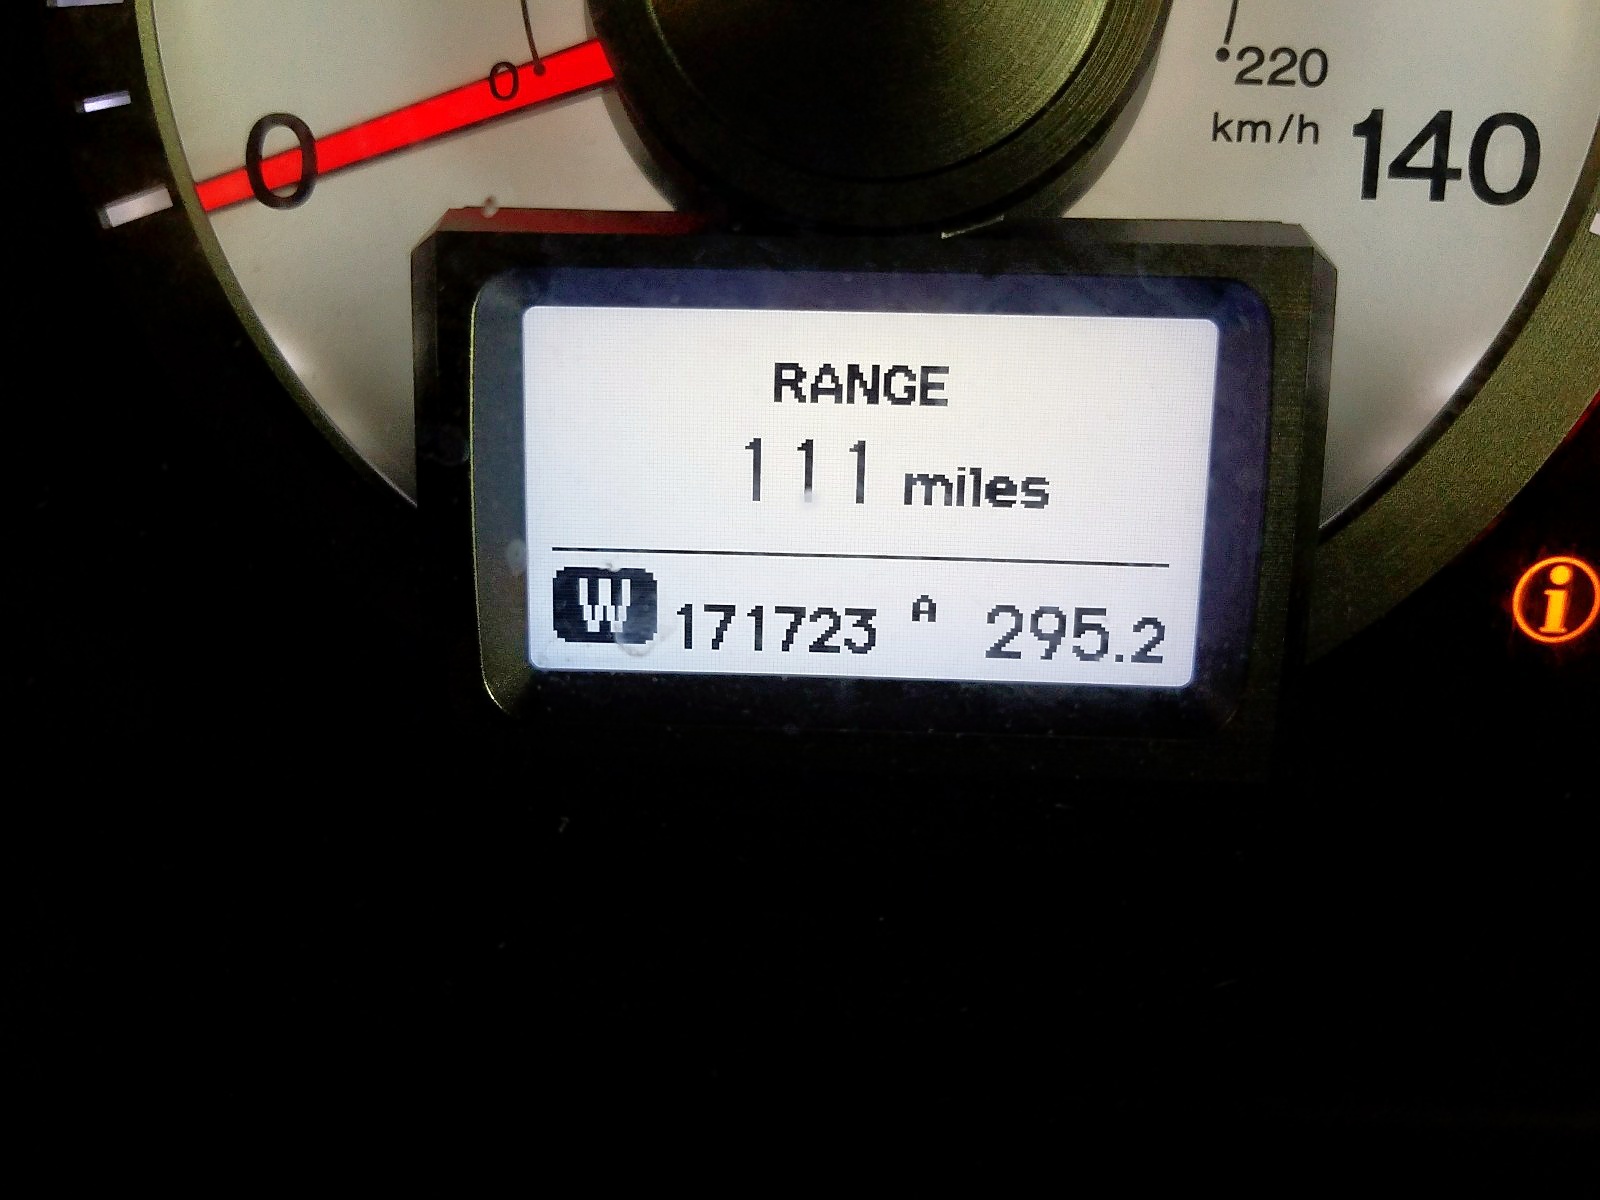 0
0
220
km/h 140
RANGE
111 miles
W 171723 A 295.2
i